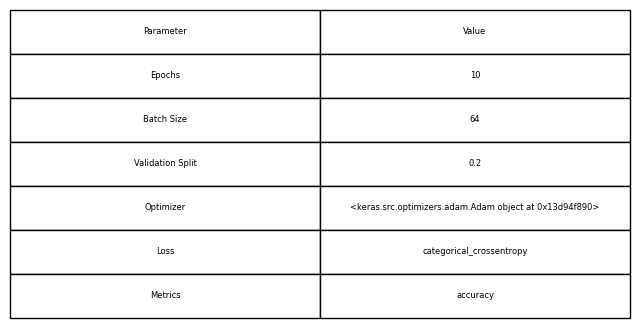 Parameter Value
Epochs 10
Batch Size 64
Validation Split 0.2
Optimizer <keras.src.optimizers.adam.Adam object at 0x13d94f890>
Loss categorical_crossentropy
Metrics accuracy